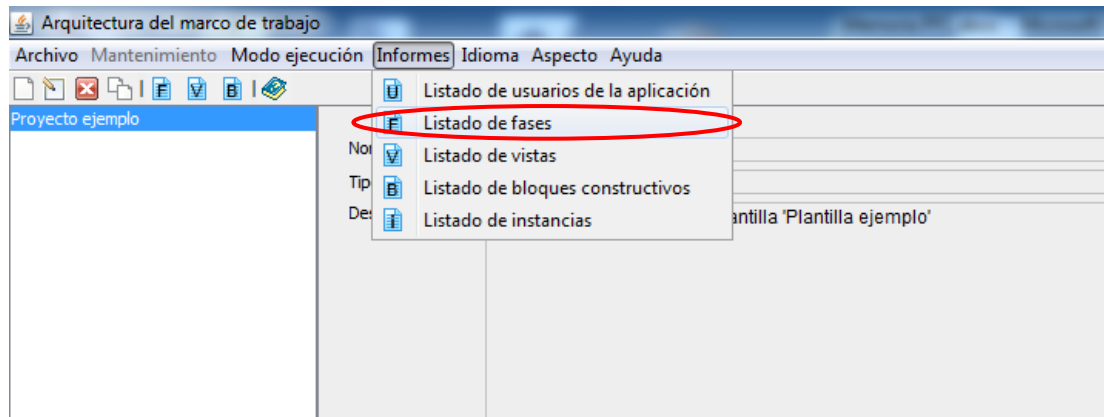 Arquitectura del marco de trabajo
Archivo Mantenimiento Modo ejecución Informes Idioma Aspecto Ayuda
F V B
U Listado de usuarios de la aplicación
Proyecto ejemplo
F Listado de fases
V Listado de vistas
B Listado de bloques constructivos
I Listado de instancias
'Plantilla ejemplo'